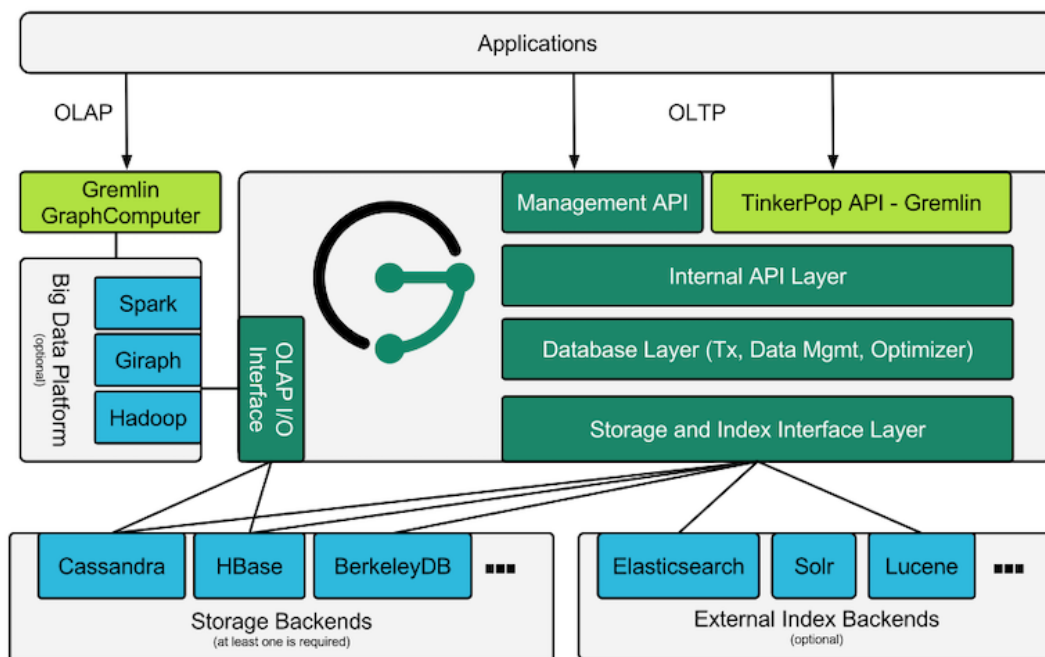 Applications
OLAP
OLTP
Gremlin
GraphComputer
Management API
TinkerPop API - Gremlin
Big Data Platform
(optional)
Spark
Giraph
Hadoop
OLAP I/O
Interface
Internal API Layer
Database Layer (Tx, Data Mgmt, Optimizer)
Storage and Index Interface Layer
Cassandra
HBase
BerkeleyDB
Storage Backends
(at least one is required)
Elasticsearch
Solr
Lucene
External Index Backends
(optional)